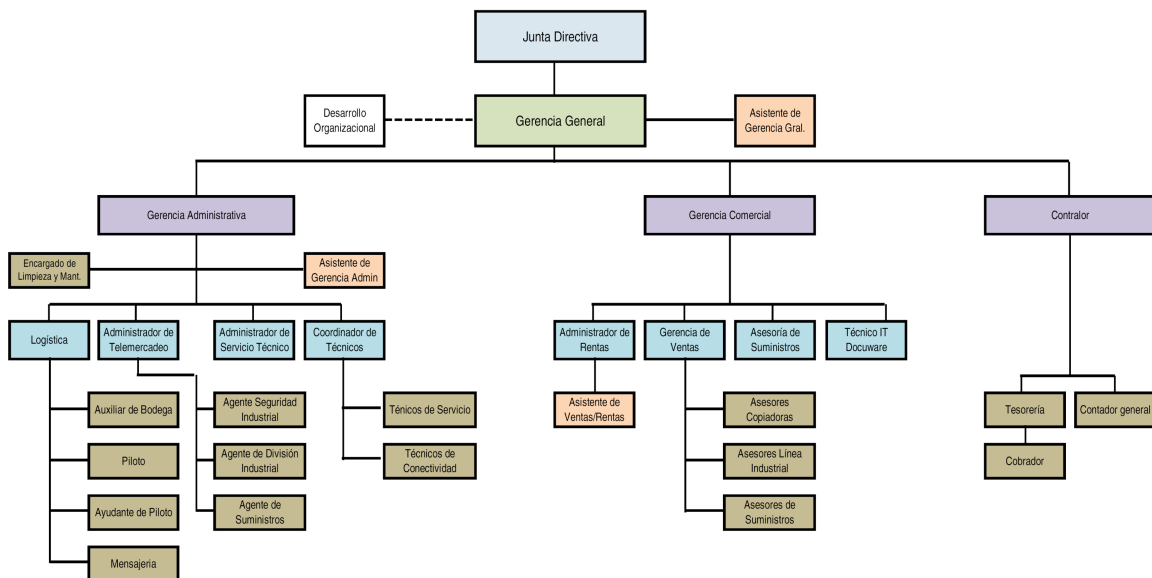 Junta Directiva
Desarrollo
Organizacional
Gerencia General
Asistente de
Gerencia Gral.
Gerencia Administrativa
Gerencia Comercial
Contralor
Encargado de
Limpieza y Mant.
Asistente de
Gerencia Admin
Logística
Administrador de
Telemercadeo
Administrador de
Servicio Técnico
Coordinador de
Técnicos
Administrador de
Rentas
Gerencia de
Ventas
Asesoría de
Suministros
Técnico IT
Docuware
Auxiliar de Bodega
Agente Seguridad
Industrial
Ténicos de Servicio
Asistente de
Ventas/Rentas
Asesores
Copiadoras
Tesorería
Contador general
Piloto
Agente de División
Industrial
Técnicos de
Conectividad
Asesores Línea
Industrial
Cobrador
Ayudante de Piloto
Agente de
Suministros
Asesores de
Suministros
Mensajeria